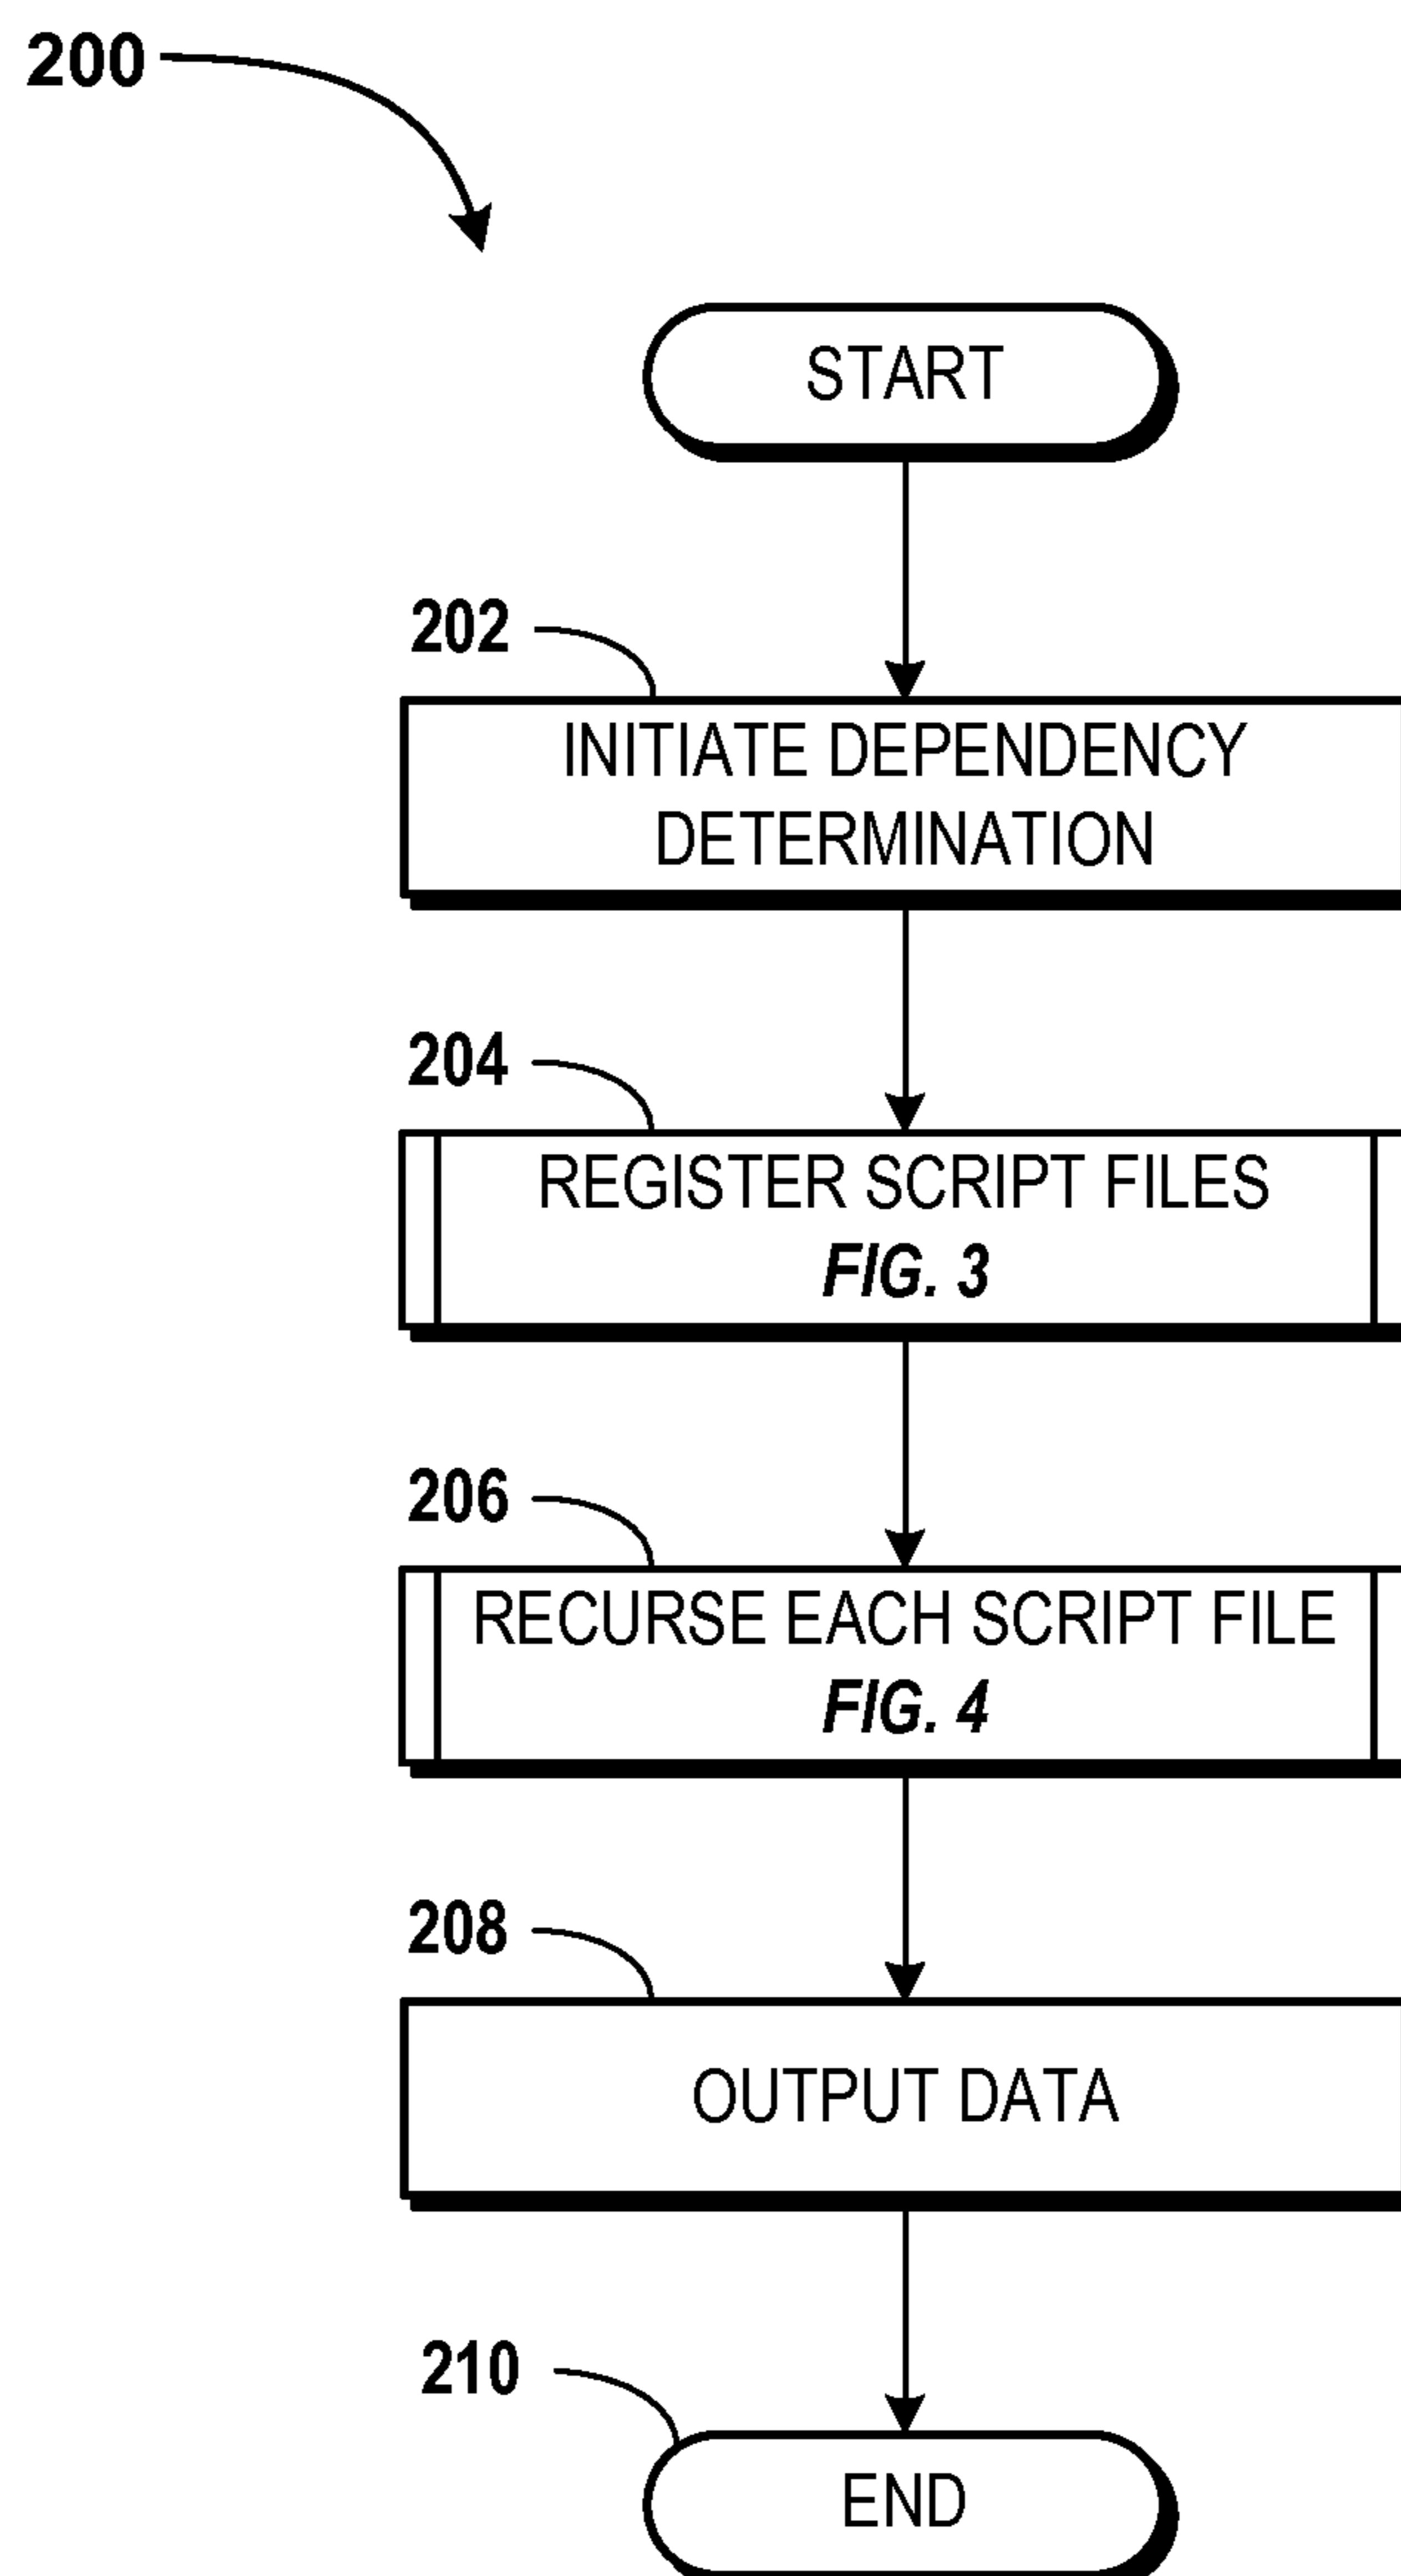 200
START
202
INITIATE DEPENDENCY
DETERMINATION
204
REGISTER SCRIPT FILES
FIG. 3
206
RECURSE EACH SCRIPT FILE
FIG. 4
208
OUTPUT DATA
210
END